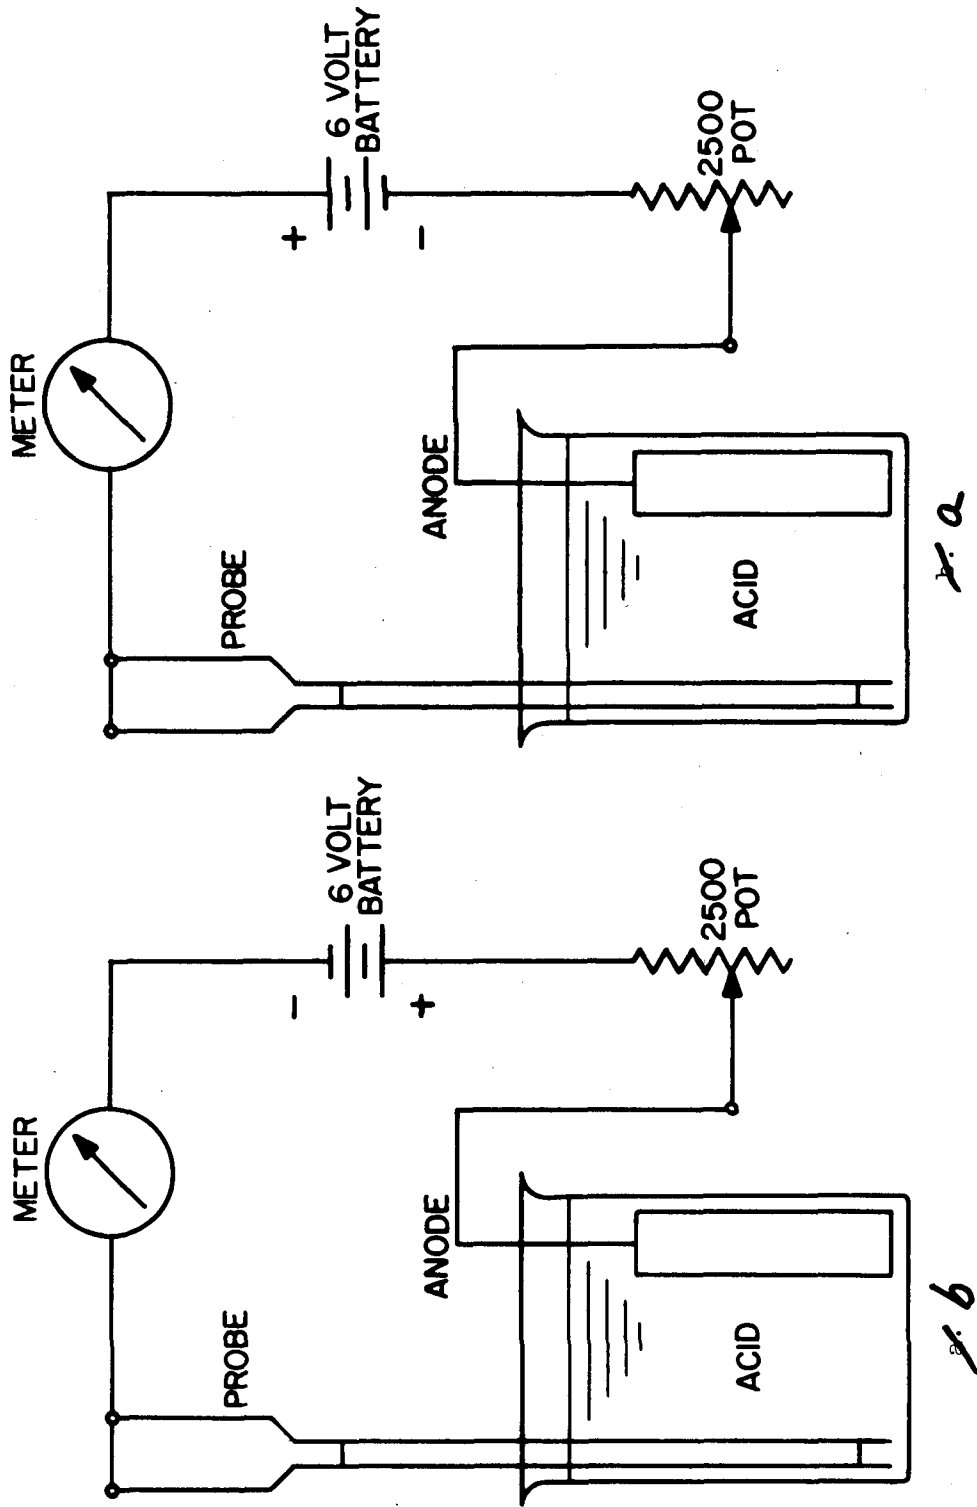 METER
6 VOLT
BATTERY
+
-
PROBE
ANODE
2500
POT
ACID
b. a
METER
6 VOLT
BATTERY
-
+
PROBE
ANODE
2500
POT
ACID
a. b